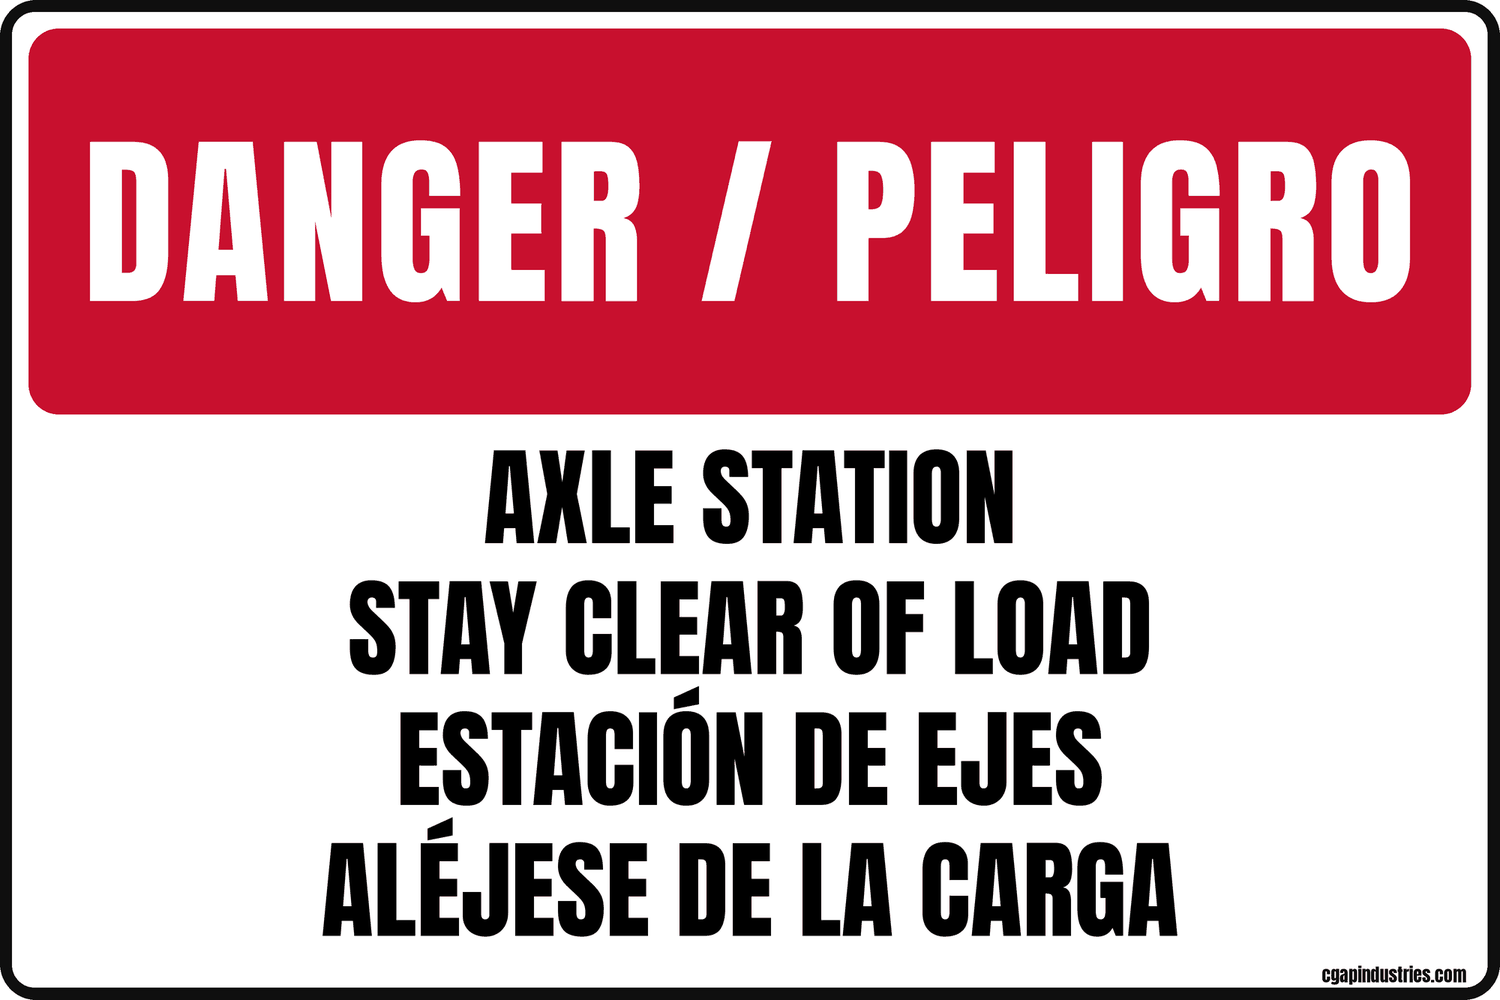 DANGER / PELIGRO
AXLE STATION
STAY CLEAR OF LOAD
ESTACIÓN DE EJES
ALÉJESE DE LA CARGA
cgapindustries.com